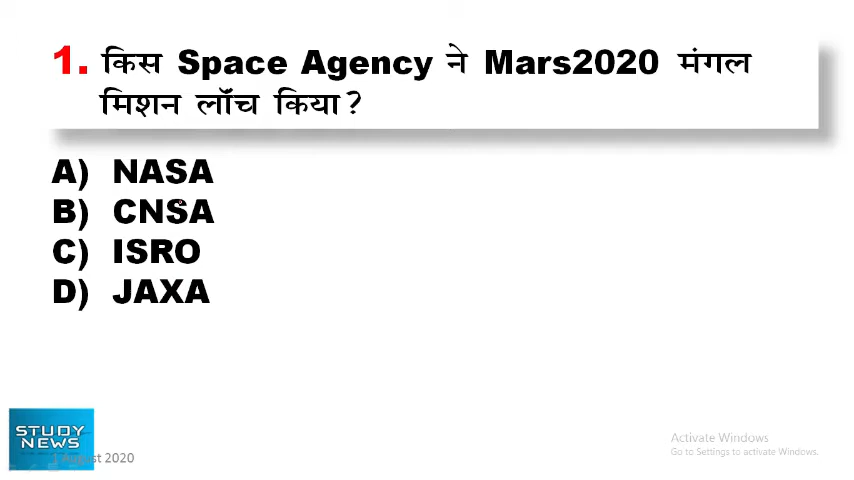 1. किस Space Agency ने Mars2020 मंगल
मिशन लॉंच किया?
A) NASA
B) CNSA
C) ISRO
D) JAXA
STUDY
NEWS
1 August 2020
Activate Windows
Go to Settings to activate Windows.